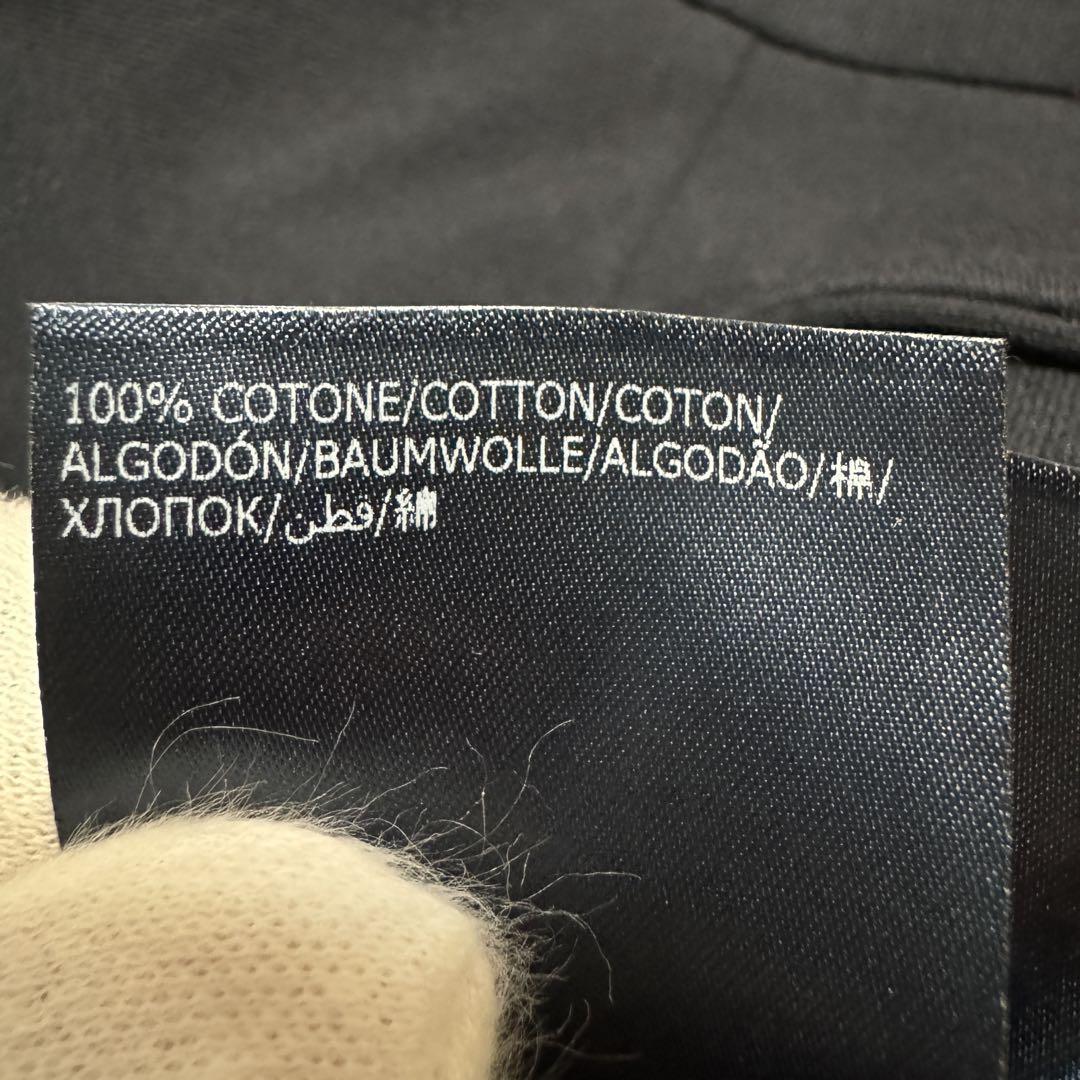 100% COTONE/COTTON/COTON/
ALGODÓN/BAUMWOLLE/ALGODÃO/棉/
ХЛОПОК/قطن/綿